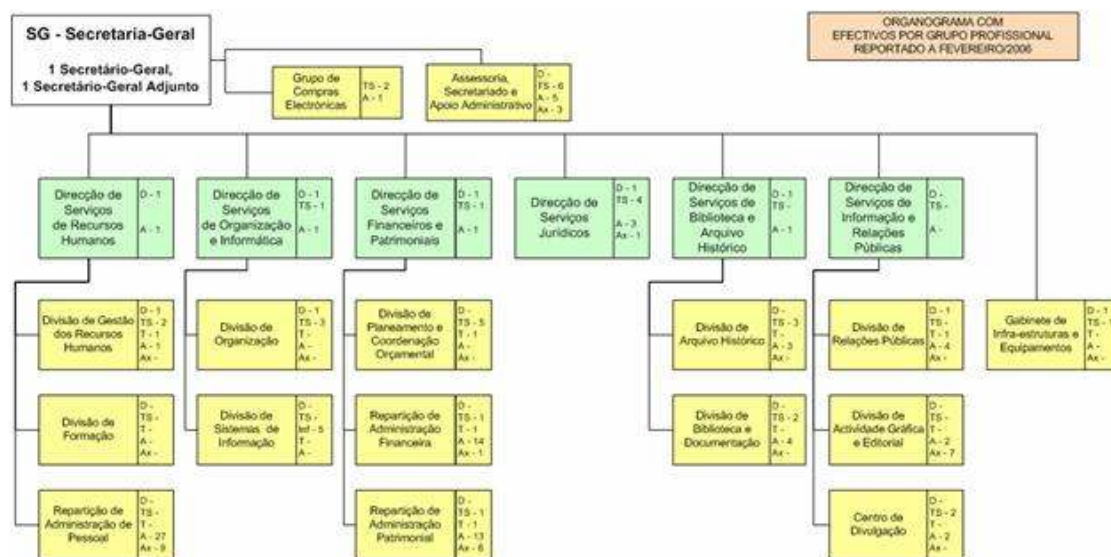 SG - Secretaria-Geral
1 Secretário-Geral,
1 Secretário-Geral Adjunto
ORGANOGRAMA COM
EFECTIVOS POR GRUPO PROFISSIONAL
REPORTADO A FEVEREIRO/2006
Grupo de
Compras
Electrónicas
TS - 2
A - 1
Assessoria,
Secretariado e
Apoio Administrativo
D -
TS - 6
A - 5
Ax - 3
Direcção de
Serviços
de Recursos
Humanos
D - 1
A - 1
Direcção de
Serviços
de Organização
e Informática
D - 1
TS - 1
A - 1
Direcção de
Serviços
Financeiros e
Patrimoniais
D - 1
TS - 1
A - 1
Direcção de
Serviços
Jurídicos
D - 1
TS - 4
A - 3
Ax - 1
Direcção de
Serviços de
Biblioteca e
Arquivo
Histórico
D - 1
TS -
A - 1
Direcção de
Serviços de
Informação e
Relações
Públicas
D -
TS -
A -
Divisão de Gestão
dos Recursos
Humanos
D - 1
TS - 2
T - 1
A - 1
Ax -
Divisão de
Organização
D - 1
TS - 3
T -
A -
Ax -
Divisão de
Planeamento e
Coordenação
Orçamental
D -
TS - 5
T - 1
A -
Ax -
Divisão de
Arquivo Histórico
D -
TS - 3
T -
A - 3
Ax -
Divisão de
Relações Públicas
D - 1
TS - 1
T - 1
A - 4
Ax -
Gabinete de
Infra-estruturas e
Equipamentos
D - 1
TS - 1
T -
A -
Ax -
Divisão de
Formação
D -
TS -
T -
A -
Ax -
Divisão de
Sistemas de
Informação
D -
TS -
Inf - 5
T -
A -
Repartição de
Administração
Financeira
D -
TS - 1
T - 1
A - 14
Ax - 1
Divisão de
Biblioteca e
Documentação
D -
TS - 2
T -
A - 4
Ax -
Divisão de
Actividade Gráfica
e Editorial
D -
TS -
T -
A - 2
Ax - 7
Repartição de
Administração de
Pessoal
D -
TS -
T -
A - 27
Ax - 9
Repartição de
Administração
Patrimonial
D -
TS - 1
T - 1
A - 13
Ax - 6
Centro de
Divulgação
D -
TS - 2
T -
A - 2
Ax -